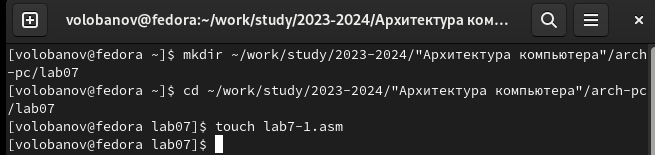 volobanov@fedora:~/work/study/2023-2024/Архитектура ком…
[volobanov@fedora ~]$ mkdir ~/work/study/2023-2024/"Архитектура компьютера"/arch
-pc/lab07
[volobanov@fedora ~]$ cd ~/work/study/2023-2024/"Архитектура компьютера"/arch-pc
/lab07
[volobanov@fedora lab07]$ touch lab7-1.asm
[volobanov@fedora lab07]$